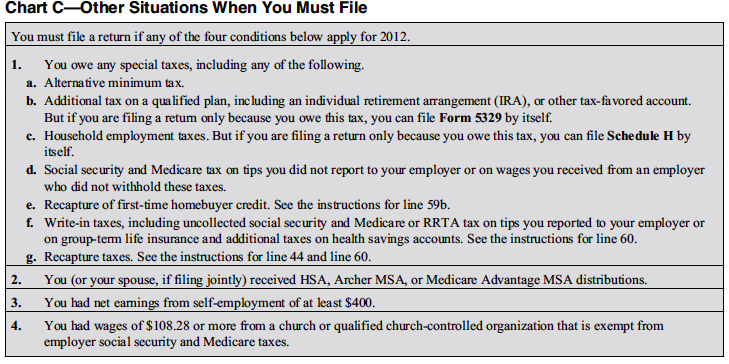 Chart C—Other Situations When You Must File
You must file a return if any of the four conditions below apply for 2012.
1. You owe any special taxes, including any of the following.
a. Alternative minimum tax.
b. Additional tax on a qualified plan, including an individual retirement arrangement (IRA), or other tax-favored account.
But if you are filing a return only because you owe this tax, you can file Form 5329 by itself.
c. Household employment taxes. But if you are filing a return only because you owe this tax, you can file Schedule H by
itself.
d. Social security and Medicare tax on tips you did not report to your employer or on wages you received from an employer
who did not withhold these taxes.
e. Recapture of first-time homebuyer credit. See the instructions for line 59b.
f. Write-in taxes, including uncollected social security and Medicare or RRTA tax on tips you reported to your employer or
on group-term life insurance and additional taxes on health savings accounts. See the instructions for line 60.
g. Recapture taxes. See the instructions for line 44 and line 60.
2. You (or your spouse, if filing jointly) received HSA, Archer MSA, or Medicare Advantage MSA distributions.
3. You had net earnings from self-employment of at least $400.
4. You had wages of $108.28 or more from a church or qualified church-controlled organization that is exempt from
employer social security and Medicare taxes.